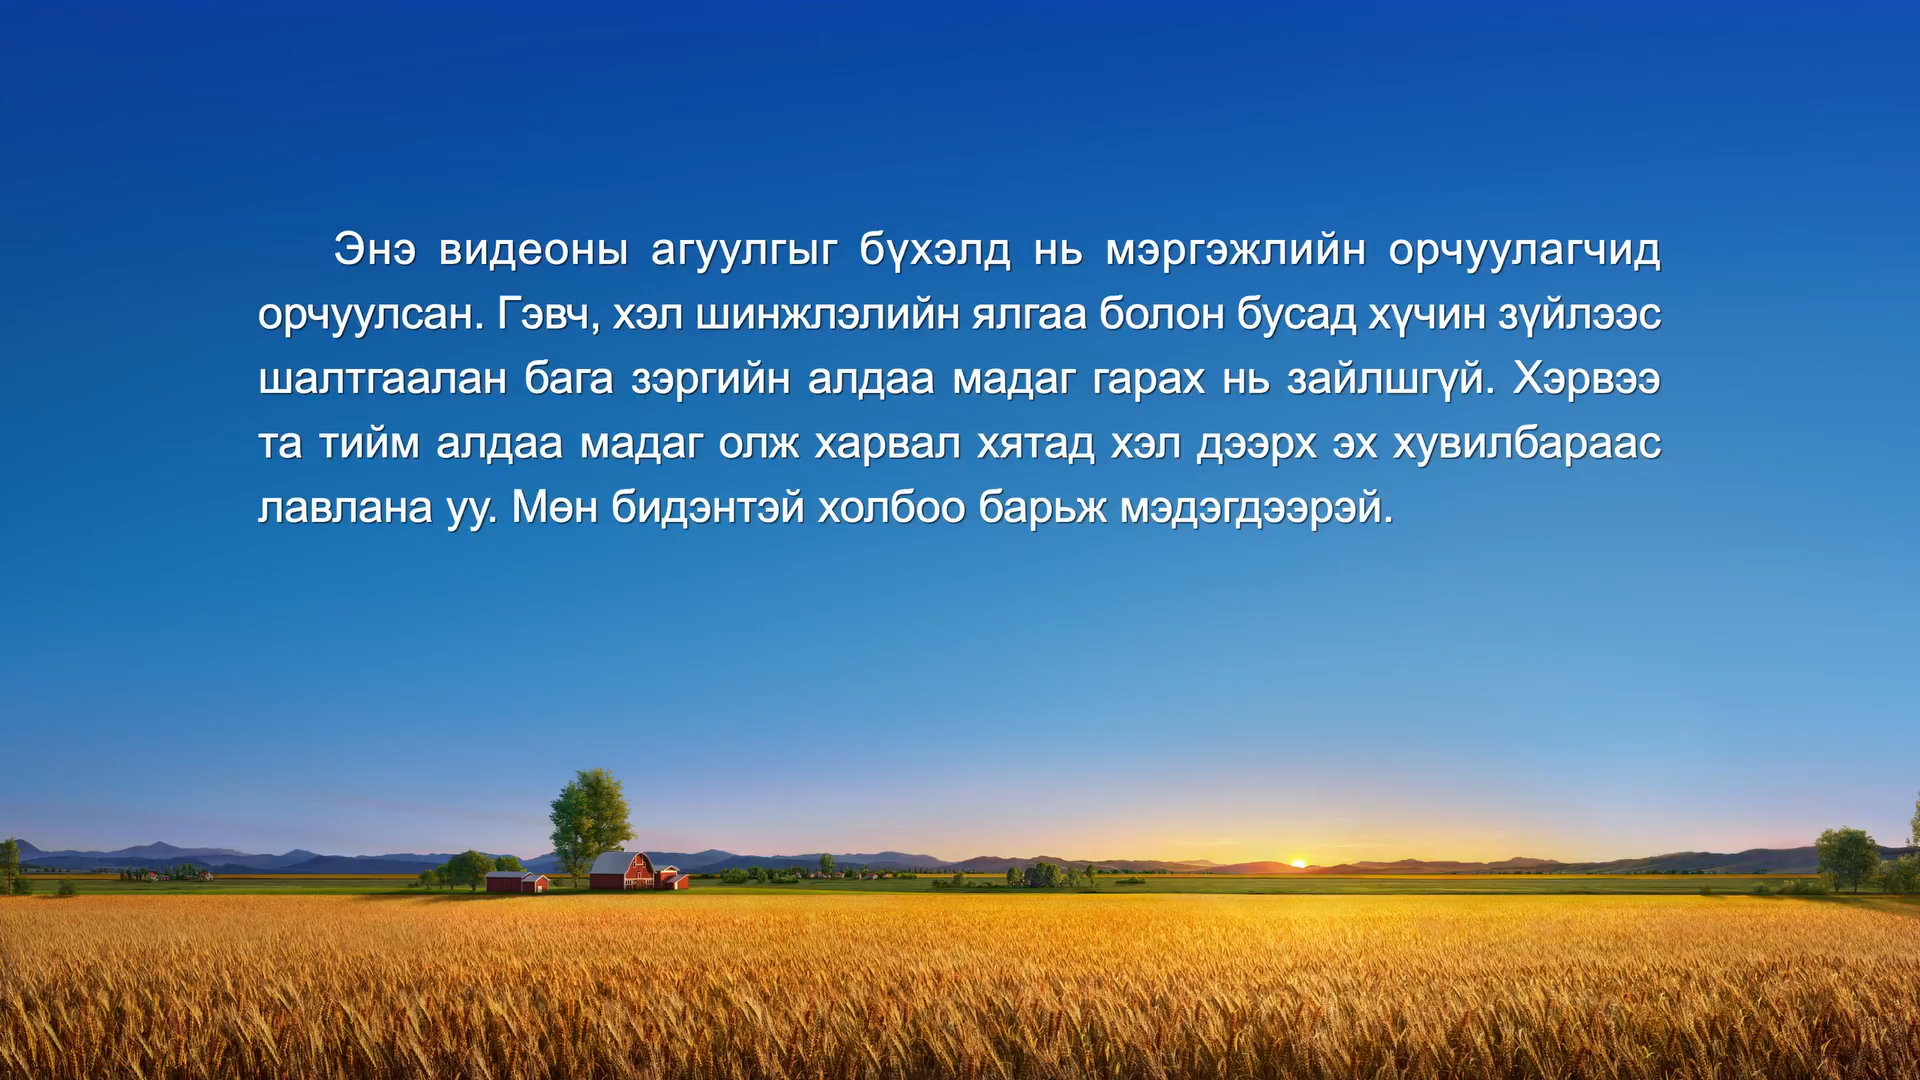 Энэ видеоны агуулгыг бүхэлд нь мэргэжлийн орчуулагчид
орчуулсан. Гэвч, хэл шинжлэлийн ялгаа болон бусад хүчин зүйлээс
шалтгаалан бага зэргийн алдаа мадаг гарах нь зайлшгүй. Хэрвээ
та тийм алдаа мадаг олж харвал хятад хэл дээрх эх хувилбараас
лавлана уу. Мөн бидэнтэй холбоо барьж мэдэгдээрэй.